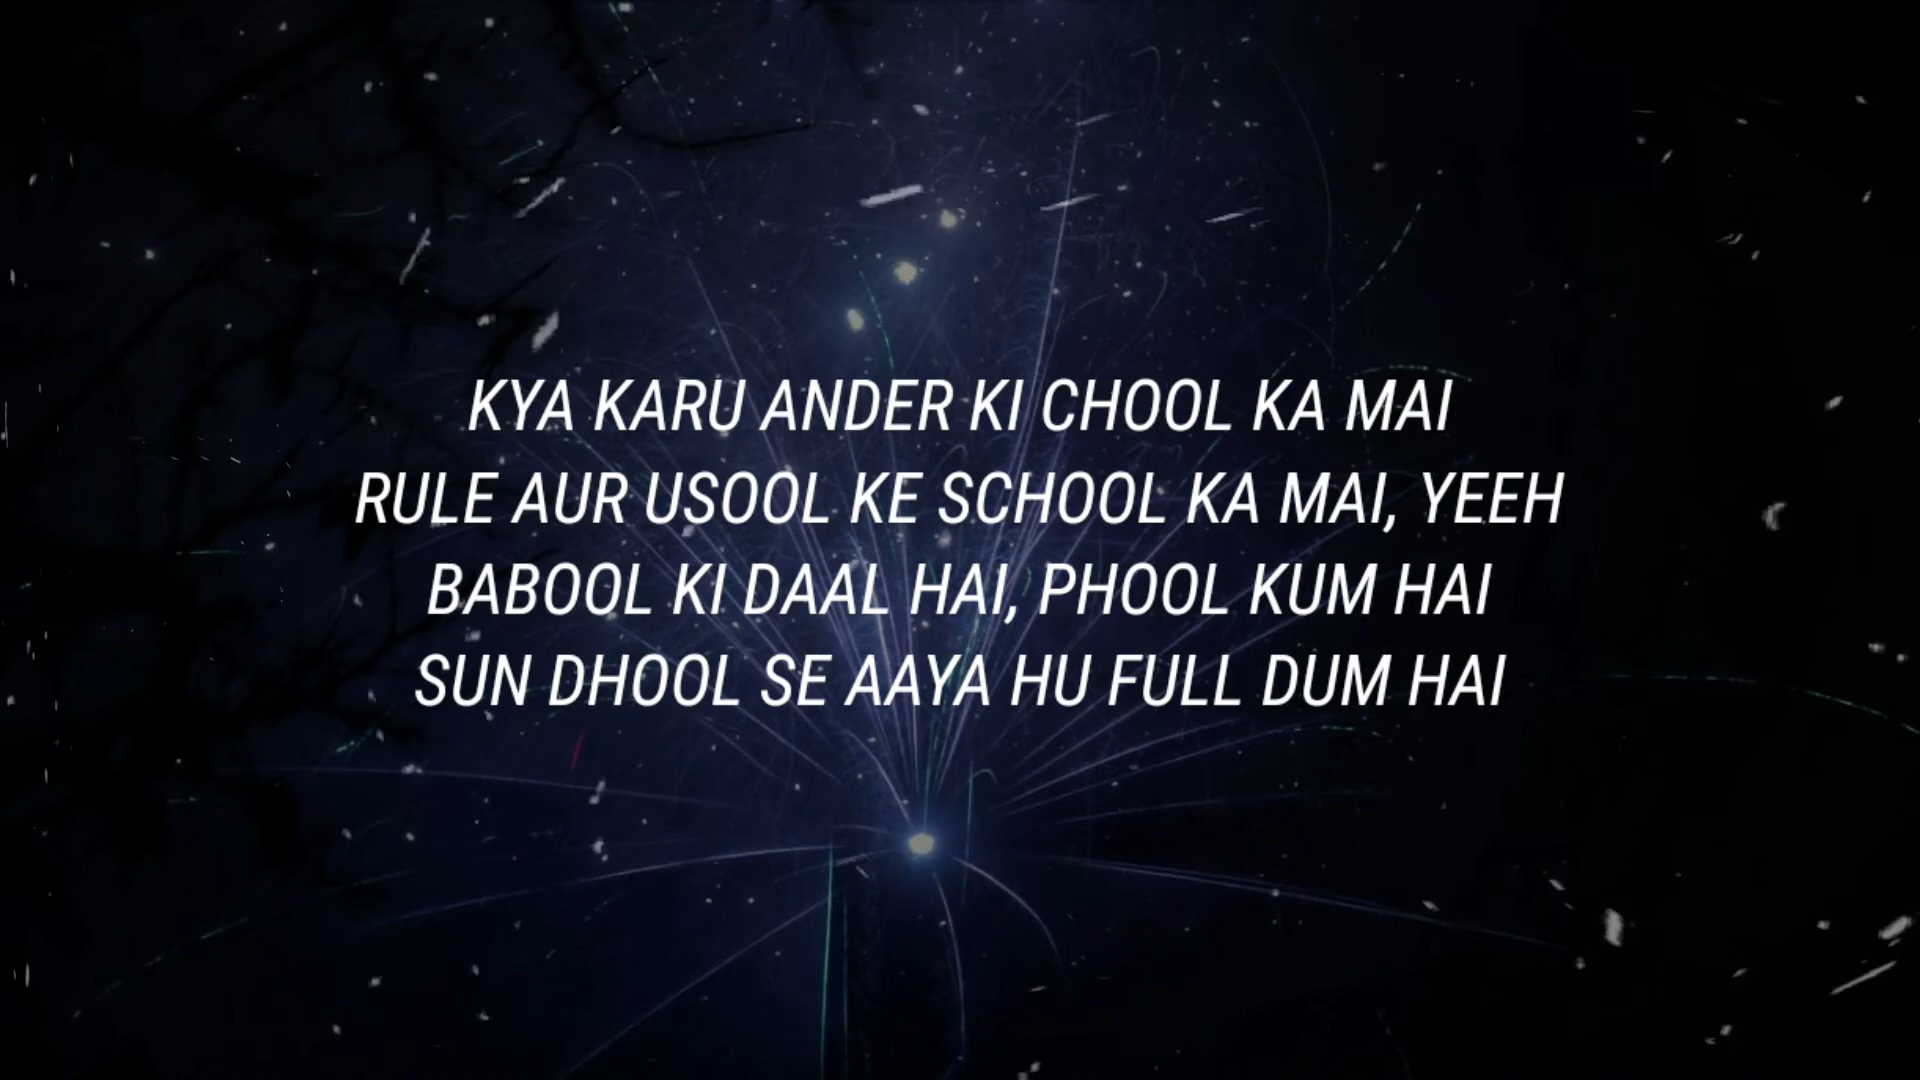 KYA KARU ANDER KI CHOOL KA MAI
RULE AUR USOOL KE SCHOOL KA MAI, YEEH
BABOOL KI DAAL HAI, PHOOL KUM HAI
SUN DHOOL SE AAYA HU FULL DUM HAI